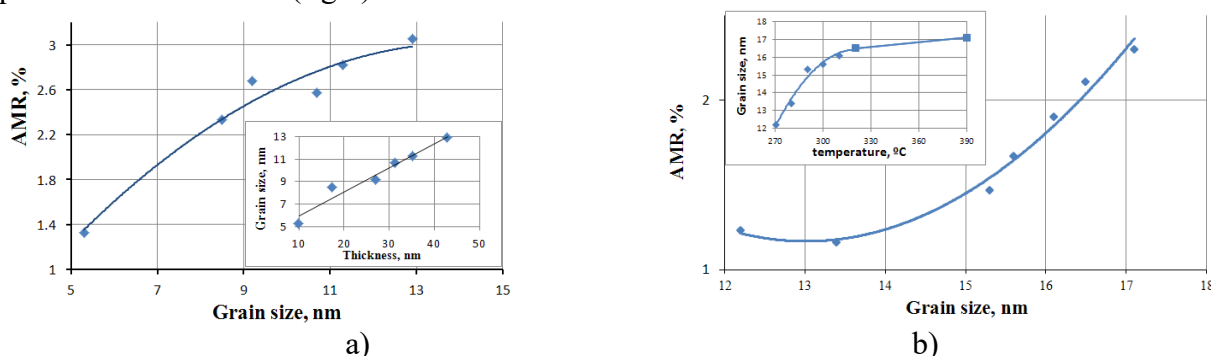 3
2.6
2.2
1.8
1.4
1
AMR, %
5 7 9 11 13 15
Grain size, nm
13
11
9
7
5
Grain size, nm
10 20 30 40 50
Thickness, nm
a)
2
1
AMR, %
12 13 14 15 16 17 18
Grain size, nm
18
17
16
15
14
13
12
Grain size, nm
270 300 330 360 390
temperature, ºC
b)